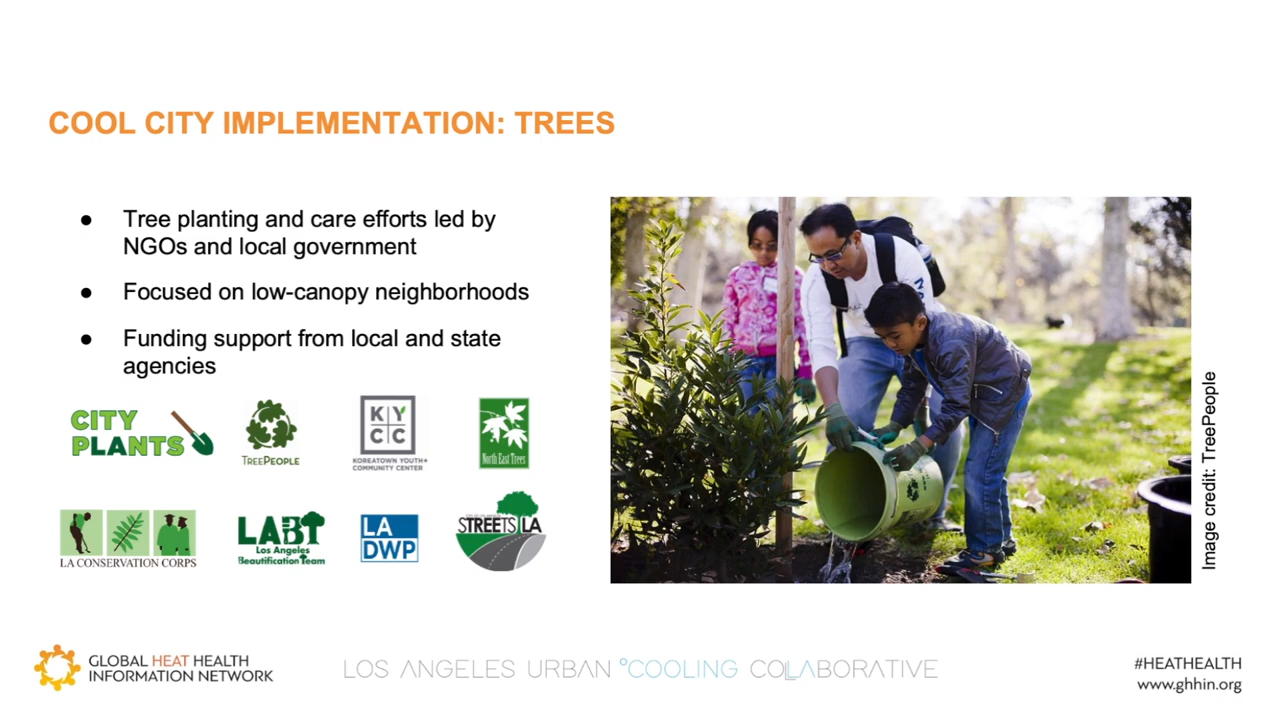 COOL CITY IMPLEMENTATION: TREES
● Tree planting and care efforts led by
NGOs and local government
● Focused on low-canopy neighborhoods
● Funding support from local and state
agencies
CITY
PLANTS
TREEPEOPLE
KY
CC
KOREATOWN YOUTH+
COMMUNITY CENTER
North East Trees
LA CONSERVATION CORPS
LABT
Los Angeles
Beautification Team
LA
DWP
STREETS LA
Image credit: TreePeople
GLOBAL HEAT HEALTH
INFORMATION NETWORK
LOS ANGELES URBAN °COOLING COLLABORATIVE
#HEATHEALTH
www.ghhin.org